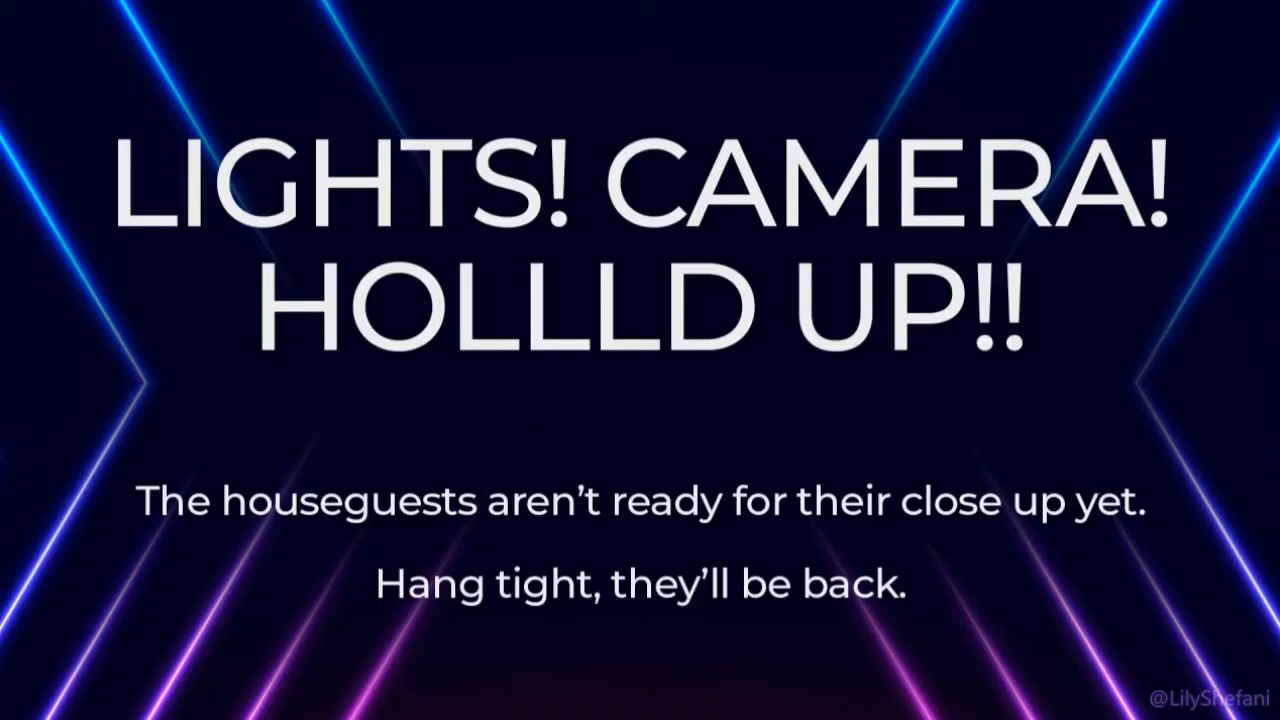 LIGHTS! CAMERA!
HOLLLD UP!!
The houseguests aren’t ready for their close up yet.
Hang tight, they’ll be back.
@LilyShefani